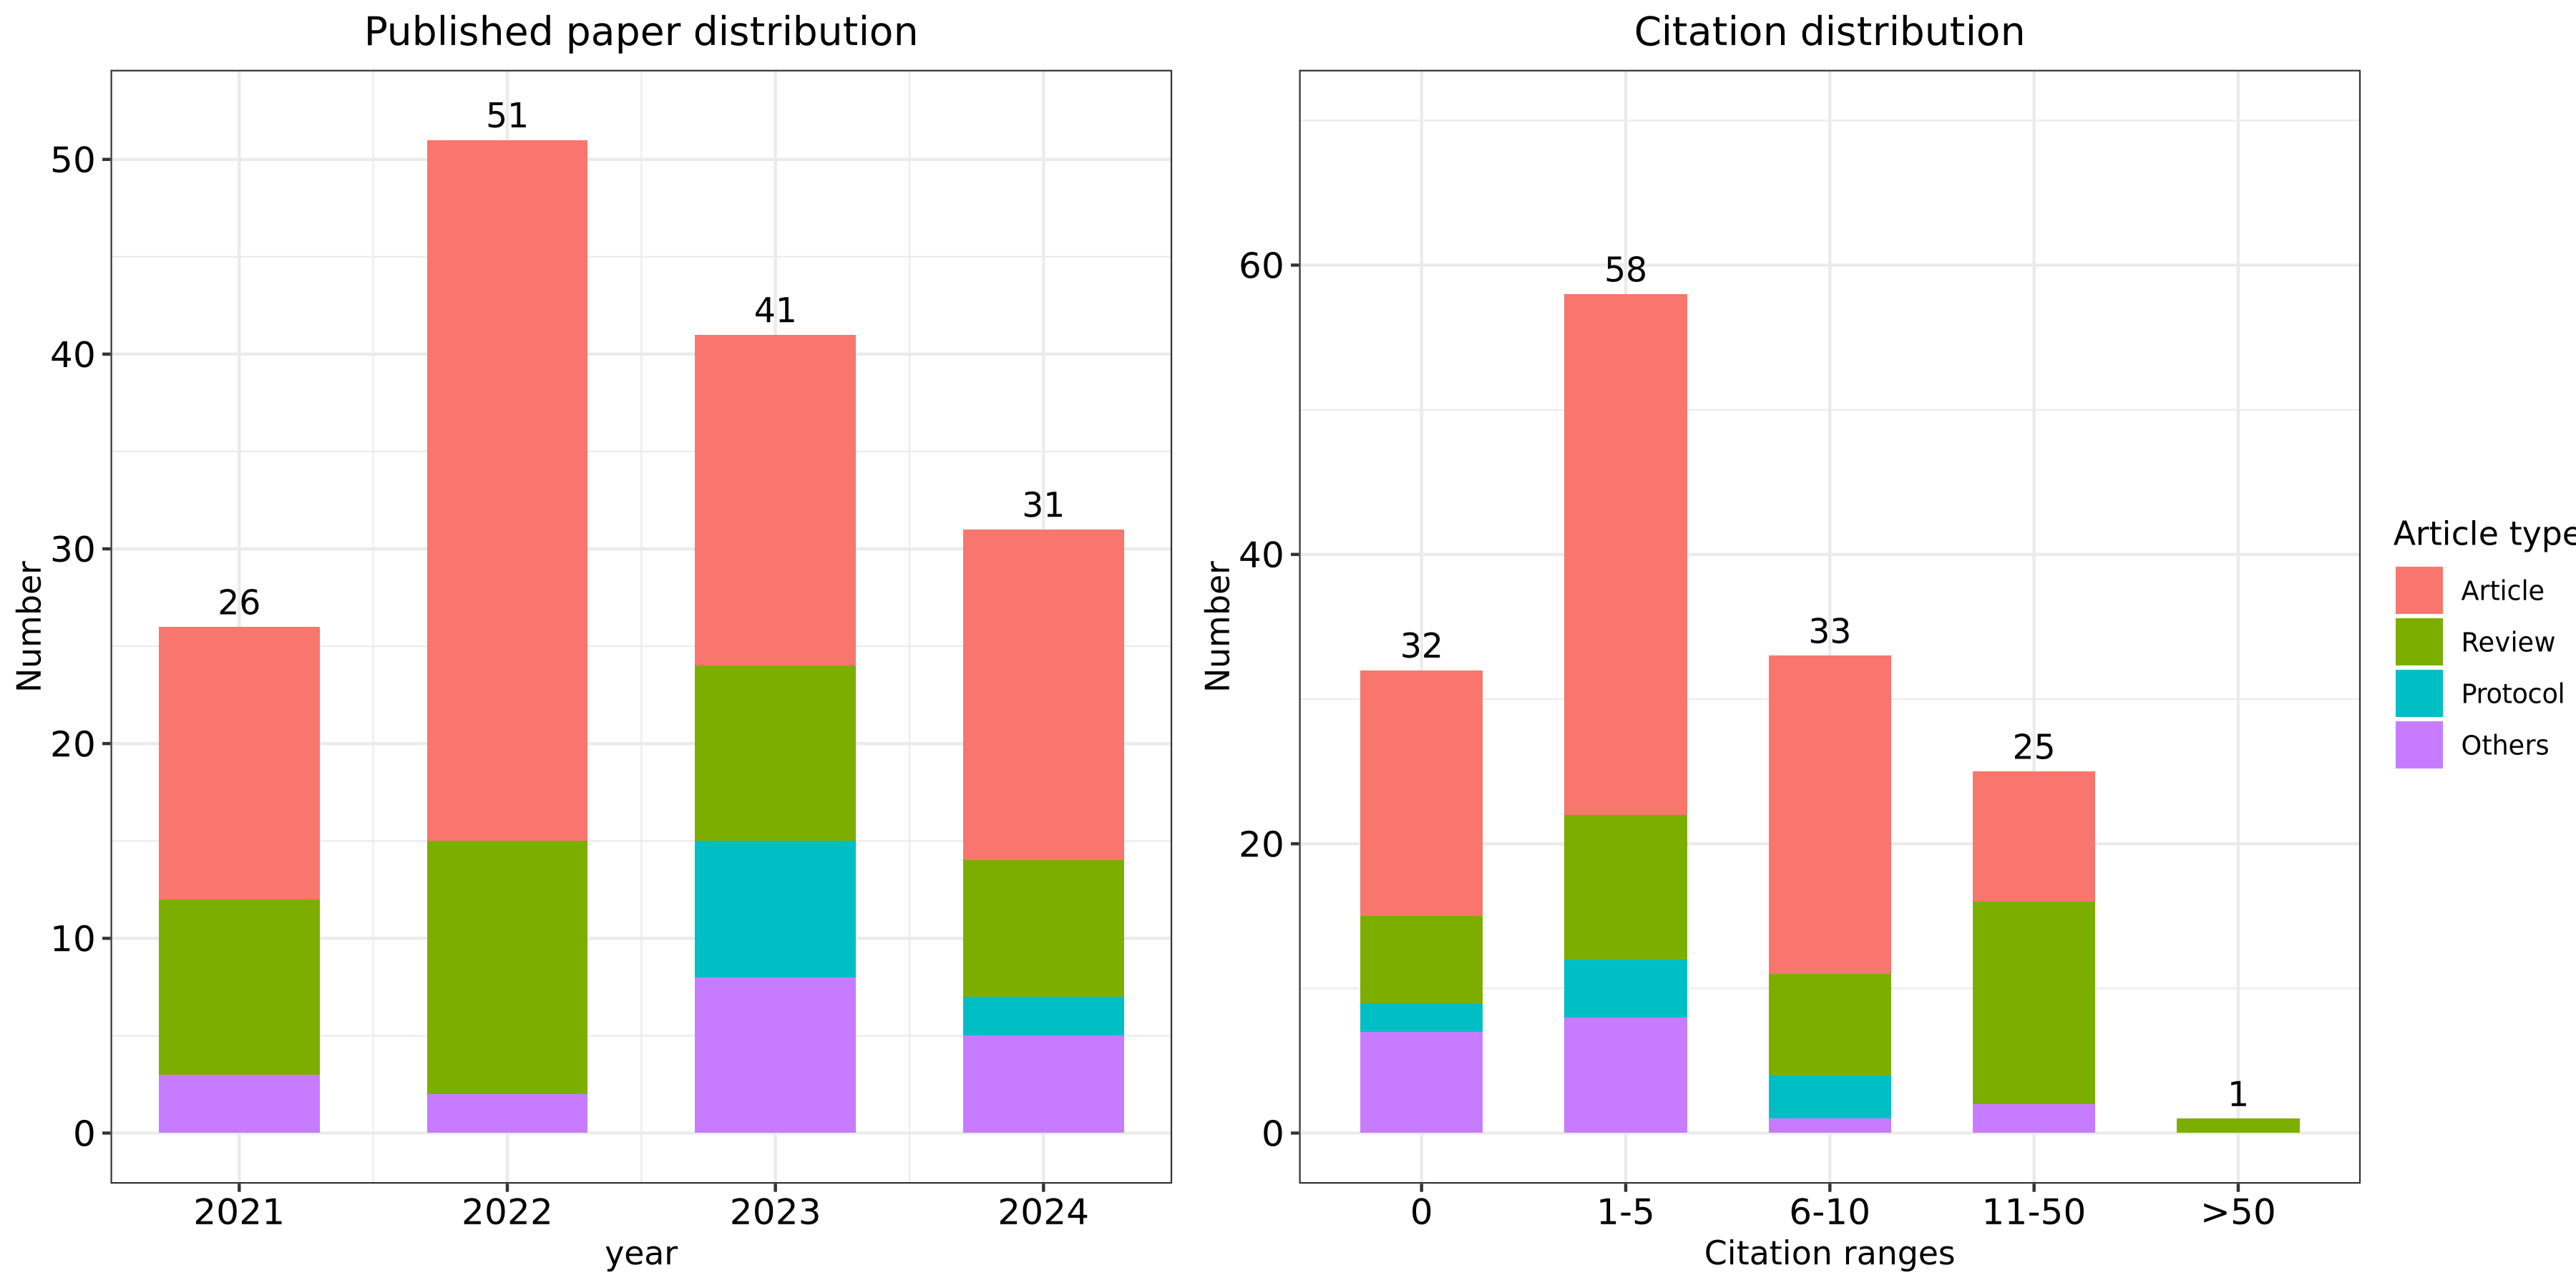 Published paper distribution
51
41
31
26
50
40
30
20
10
0
Number
2021 2022 2023 2024
year
Citation distribution
58
32
33
25
1
60
40
20
0
Number
0 1-5 6-10 11-50 >50
Citation ranges
Article type
Article
Review
Protocol
Others